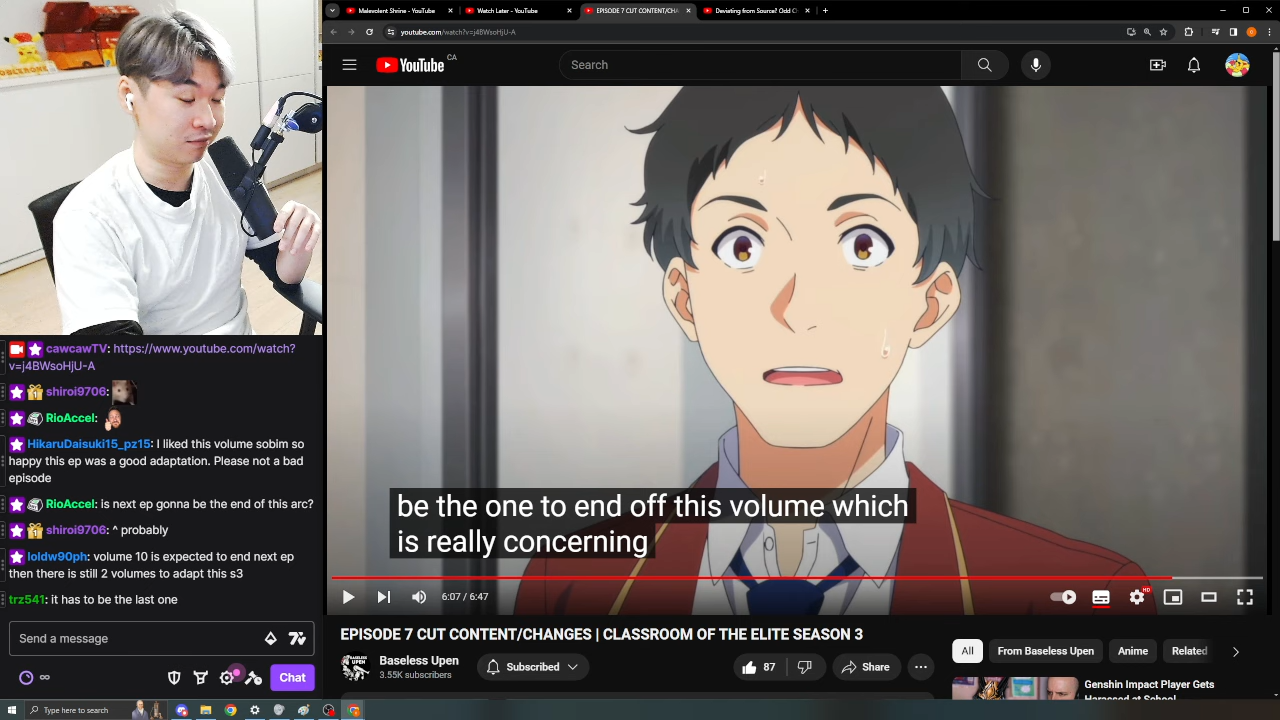 Malevolent Shrine - YouTube
Watch Later - YouTube
EPISODE 7 CUT CONTENT/CHA
Deviating from Source? Odd C
youtube.com/watch?v=j4BWsoHjU-A
YouTube CA
Search
be the one to end off this volume which
is really concerning
6:07 / 6:47
HD
EPISODE 7 CUT CONTENT/CHANGES | CLASSROOM OF THE ELITE SEASON 3
Baseless Upen
3.55K subscribers
Subscribed
87
Share
All
From Baseless Upen
Anime
Related
Genshin Impact Player Gets
cawcawTV: https://www.youtube.com/watch?
v=j4BWsoHjU-A
shiroi9706:
RioAccel:
HikaruDaisuki15_pz15: I liked this volume sobim so
happy this ep was a good adaptation. Please not a bad
episode
RioAccel: is next ep gonna be the end of this arc?
shiroi9706: ^ probably
loldw90ph: volume 10 is expected to end next ep
then there is still 2 volumes to adapt this s3
trz541: it has to be the last one
Send a message
Chat
Type here to search